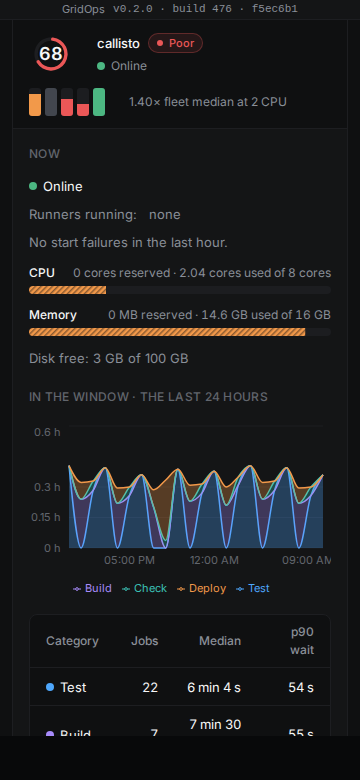 GridOps v0.2.0 · build 476 · f5ec6b1
68
callisto
Poor
Online
1.40× fleet median at 2 CPU
NOW
Online
Runners running: none
No start failures in the last hour.
CPU 0 cores reserved · 2.04 cores used of 8 cores
Memory 0 MB reserved · 14.6 GB used of 16 GB
Disk free: 3 GB of 100 GB
IN THE WINDOW · THE LAST 24 HOURS
0.6 h
0.3 h
0.15 h
0 h
05:00 PM 12:00 AM 09:00 AM
Build Check Deploy Test
Category Jobs Median p90
wait
Test 22 6 min 4 s 54 s
7 min 30
Build 7 55 s